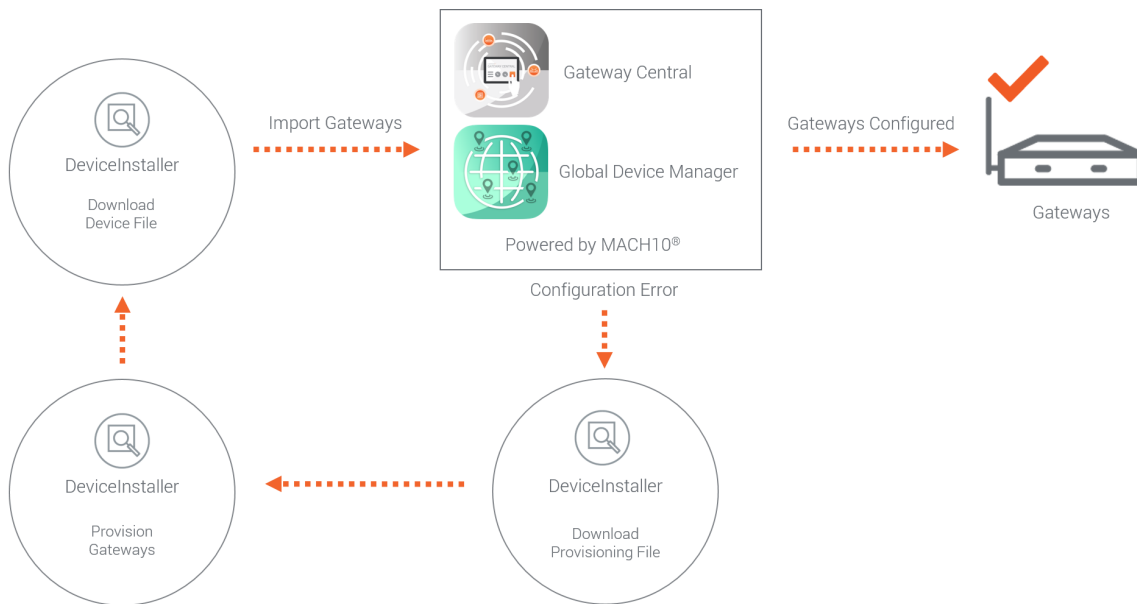 Gateway Central
DeviceInstaller
Download
Device File
Import Gateways
Global Device Manager
Powered by MACH10®
Gateways Configured
Gateways
Configuration Error
DeviceInstaller
Provision
Gateways
DeviceInstaller
Download
Provisioning File